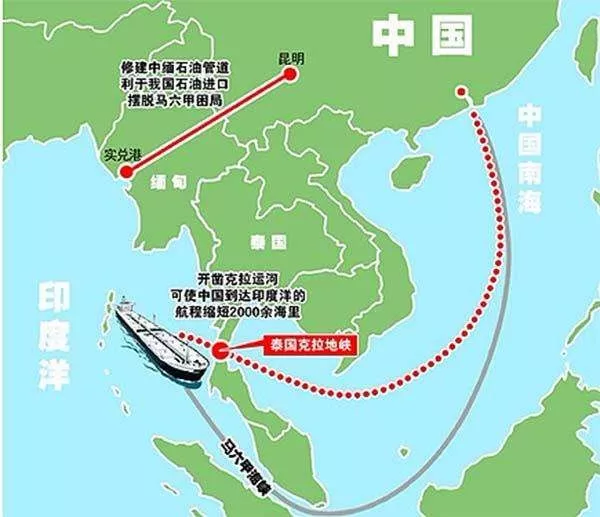 中国
修建中缅石油管道
利于我国石油进口
摆脱马六甲困局
昆明
实兑港
缅甸
中国南海
泰国
开凿克拉运河
可使中国到达印度洋的
航程缩短2000余海里
印度洋
泰国克拉地峡
马六甲海峡